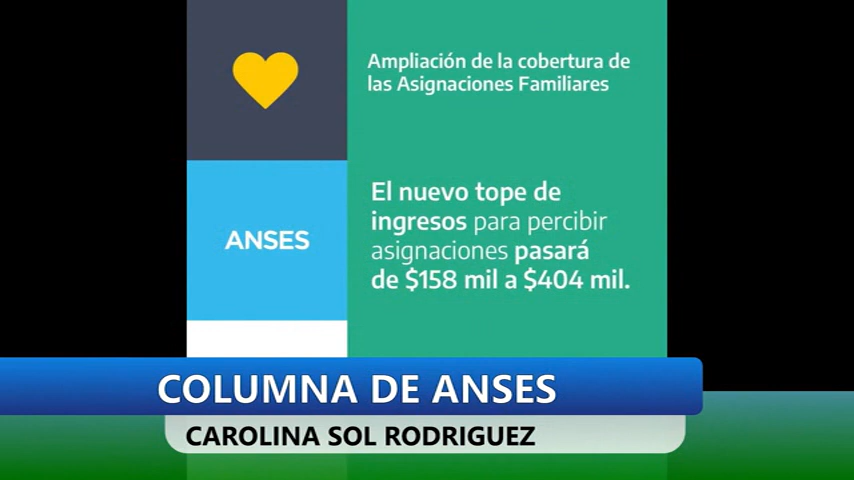 Ampliación de la cobertura de
las Asignaciones Familiares
El nuevo tope de
ingresos para percibir
asignaciones pasará
de $158 mil a $404 mil.
ANSES
COLUMNA DE ANSES
CAROLINA SOL RODRIGUEZ